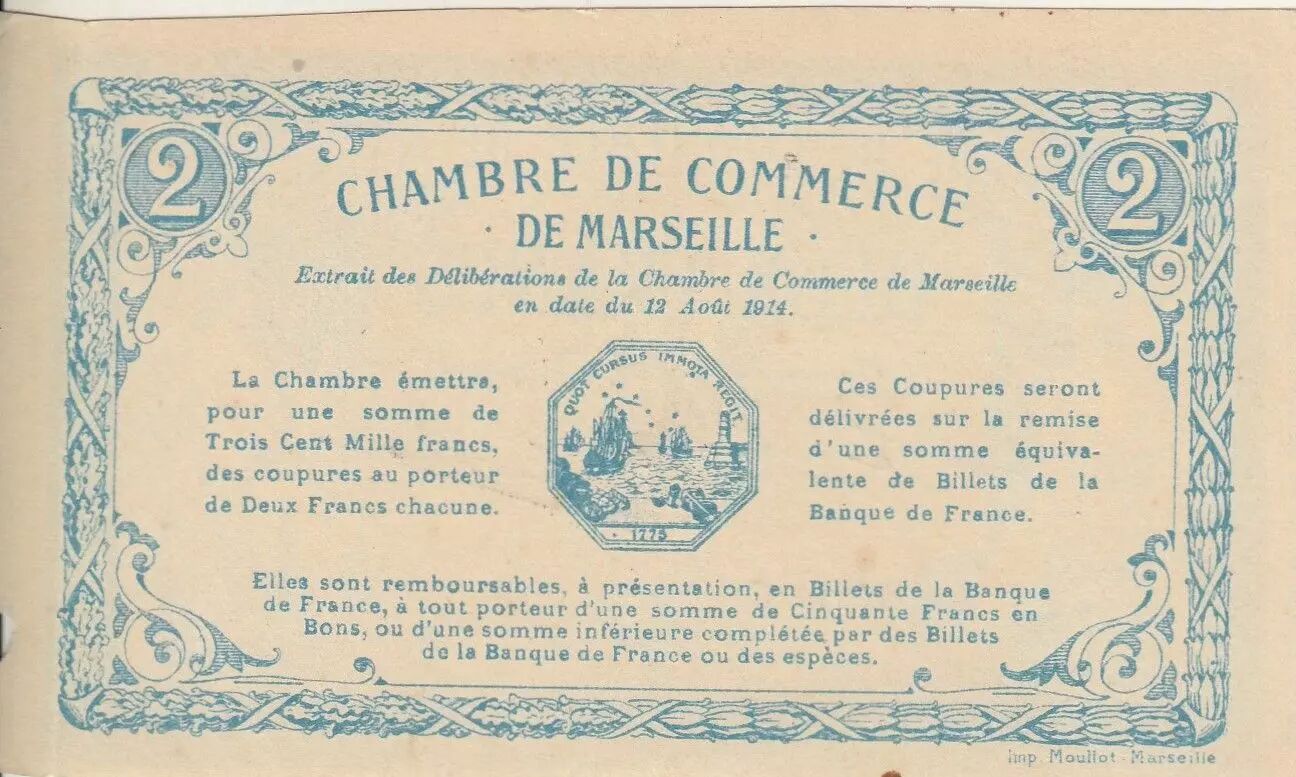 2
2
CHAMBRE DE COMMERCE
· DE MARSEILLE ·
Extrait des Délibérations de la Chambre de Commerce de Marseille
en date du 12 Août 1914.
La Chambre émettra,
pour une somme de
Trois Cent Mille francs,
des coupures au porteur
de Deux Francs chacune.
QUOT CURSUS IMMOTA REGIT
· 1775
Ces Coupures seront
délivrées sur la remise
d'une somme équiva-
lente de Billets de la
Banque de France.
Elles sont remboursables, à présentation, en Billets de la Banque
de France, à tout porteur d'une somme de Cinquante Francs en
Bons, ou d'une somme inférieure complétée par des Billets
de la Banque de France ou des espèces.
Imp. Moullot - Marseille